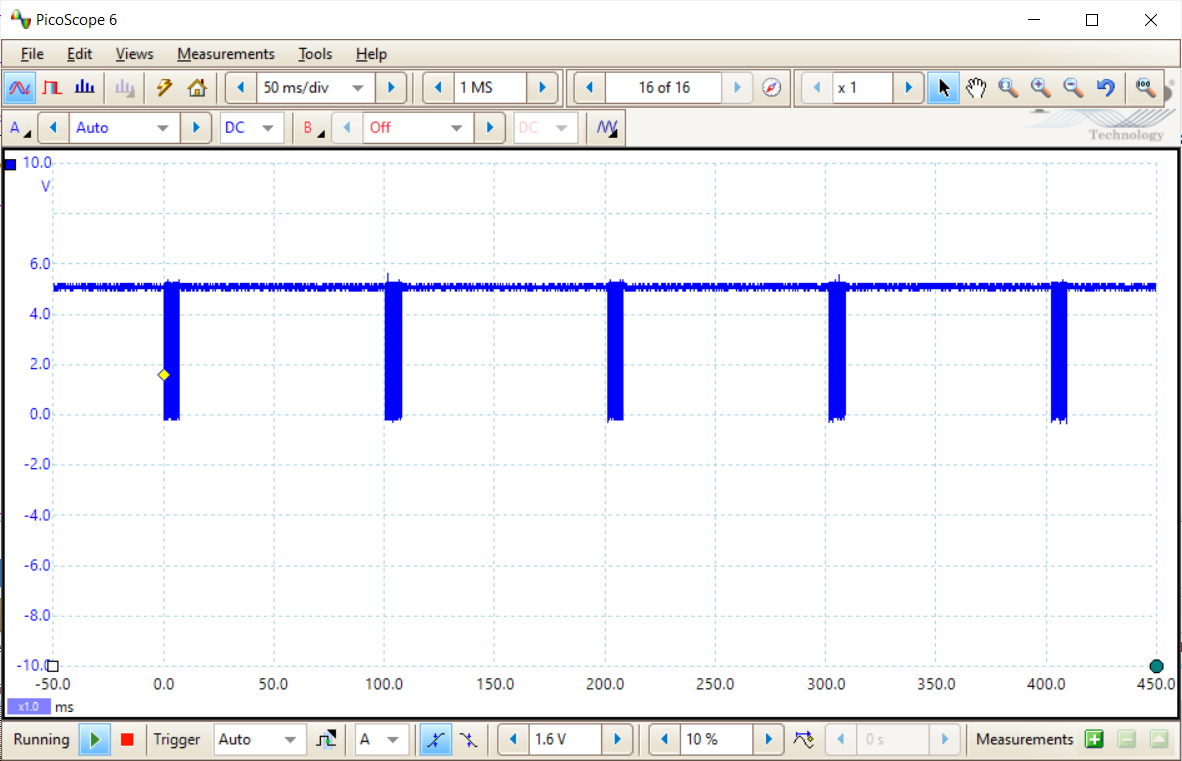 PicoScope 6
File Edit Views Measurements Tools Help
50 ms/div 1 MS 16 of 16 x 1
A Auto DC B Off DC
Technology
10.0
V
6.0
4.0
2.0
0.0
-2.0
-4.0
-6.0
-8.0
-10.0
-50.0 0.0 50.0 100.0 150.0 200.0 250.0 300.0 350.0 400.0 450.0
x1.0 ms
Running Trigger Auto A 1.6 V 10 % 0 s Measurements